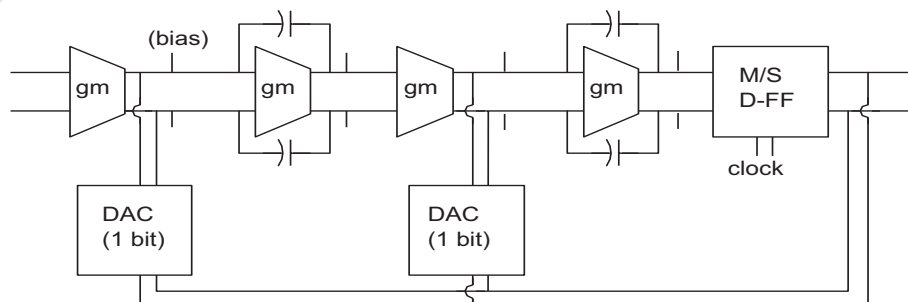 (bias)
gm
gm
gm
gm
M/S
D-FF
clock
DAC
(1 bit)
DAC
(1 bit)